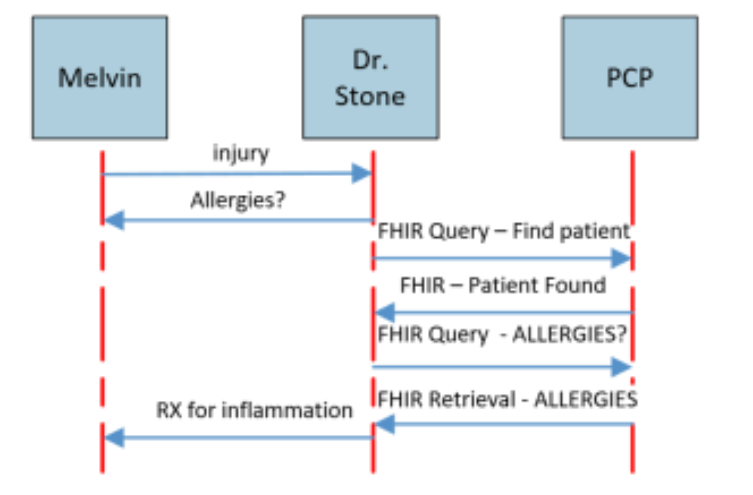 Melvin
Dr.
Stone
PCP
injury
Allergies?
FHIR Query – Find patient
FHIR – Patient Found
FHIR Query - ALLERGIES?
FHIR Retrieval - ALLERGIES
RX for inflammation